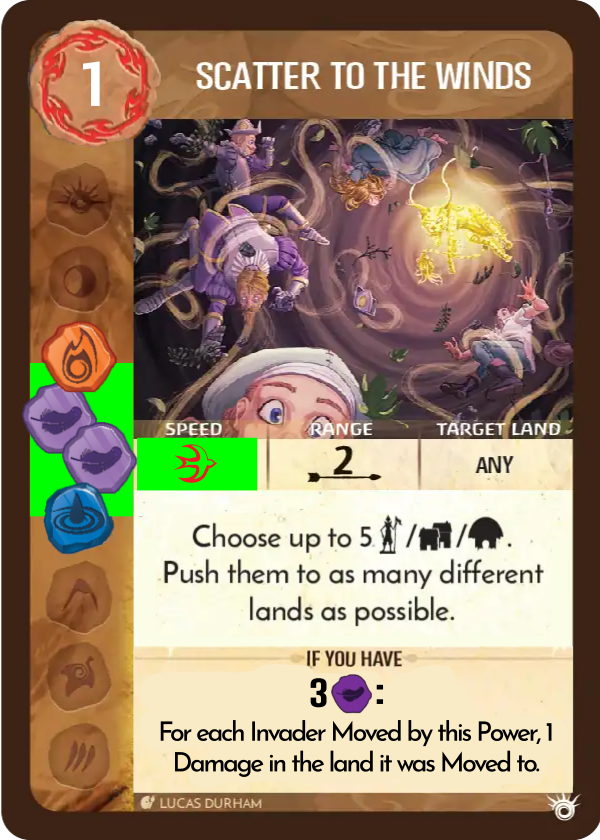 1
SCATTER TO THE WINDS
SPEED RANGE TARGET LAND
2 ANY
Choose up to 5 / / .
Push them to as many different
lands as possible.
IF YOU HAVE
3 :
For each Invader Moved by this Power, 1
Damage in the land it was Moved to.
LUCAS DURHAM